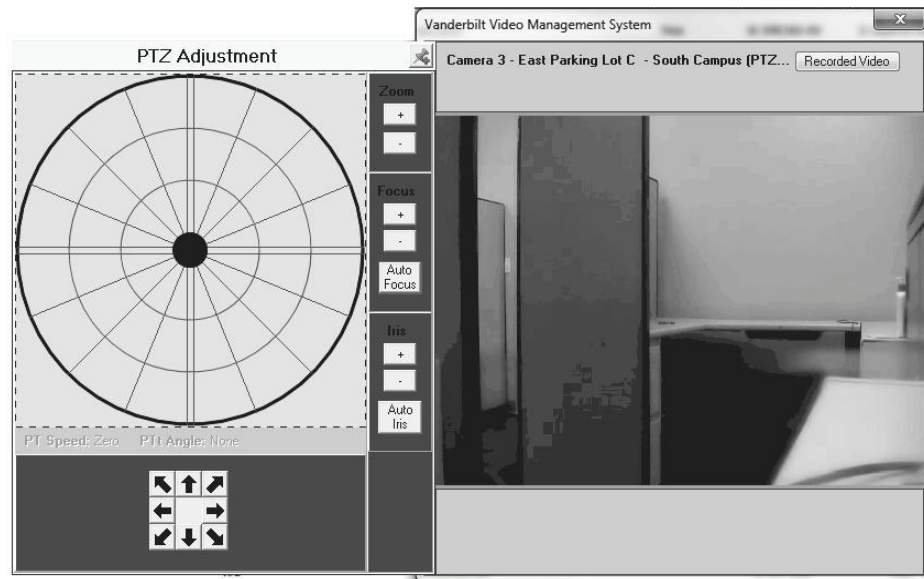 Vanderbilt Video Management System
PTZ Adjustment
Camera 3 - East Parking Lot C - South Campus (PTZ...
Recorded Video
Zoom
+
-
Focus
+
-
Auto
Focus
Iris
+
-
Auto
Iris
PT Speed: Zero PTt Angle: None